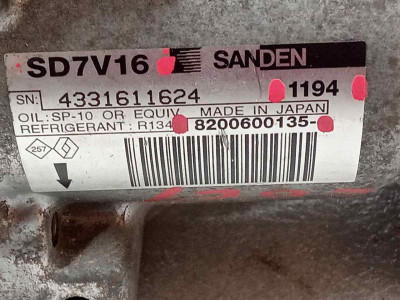 SD7V16 SANDEN
1194
SN: 4331611624
OIL:SP-10 OR EQUIV. MADE IN JAPAN
REFRIGERANT: R134 8200600135-
257